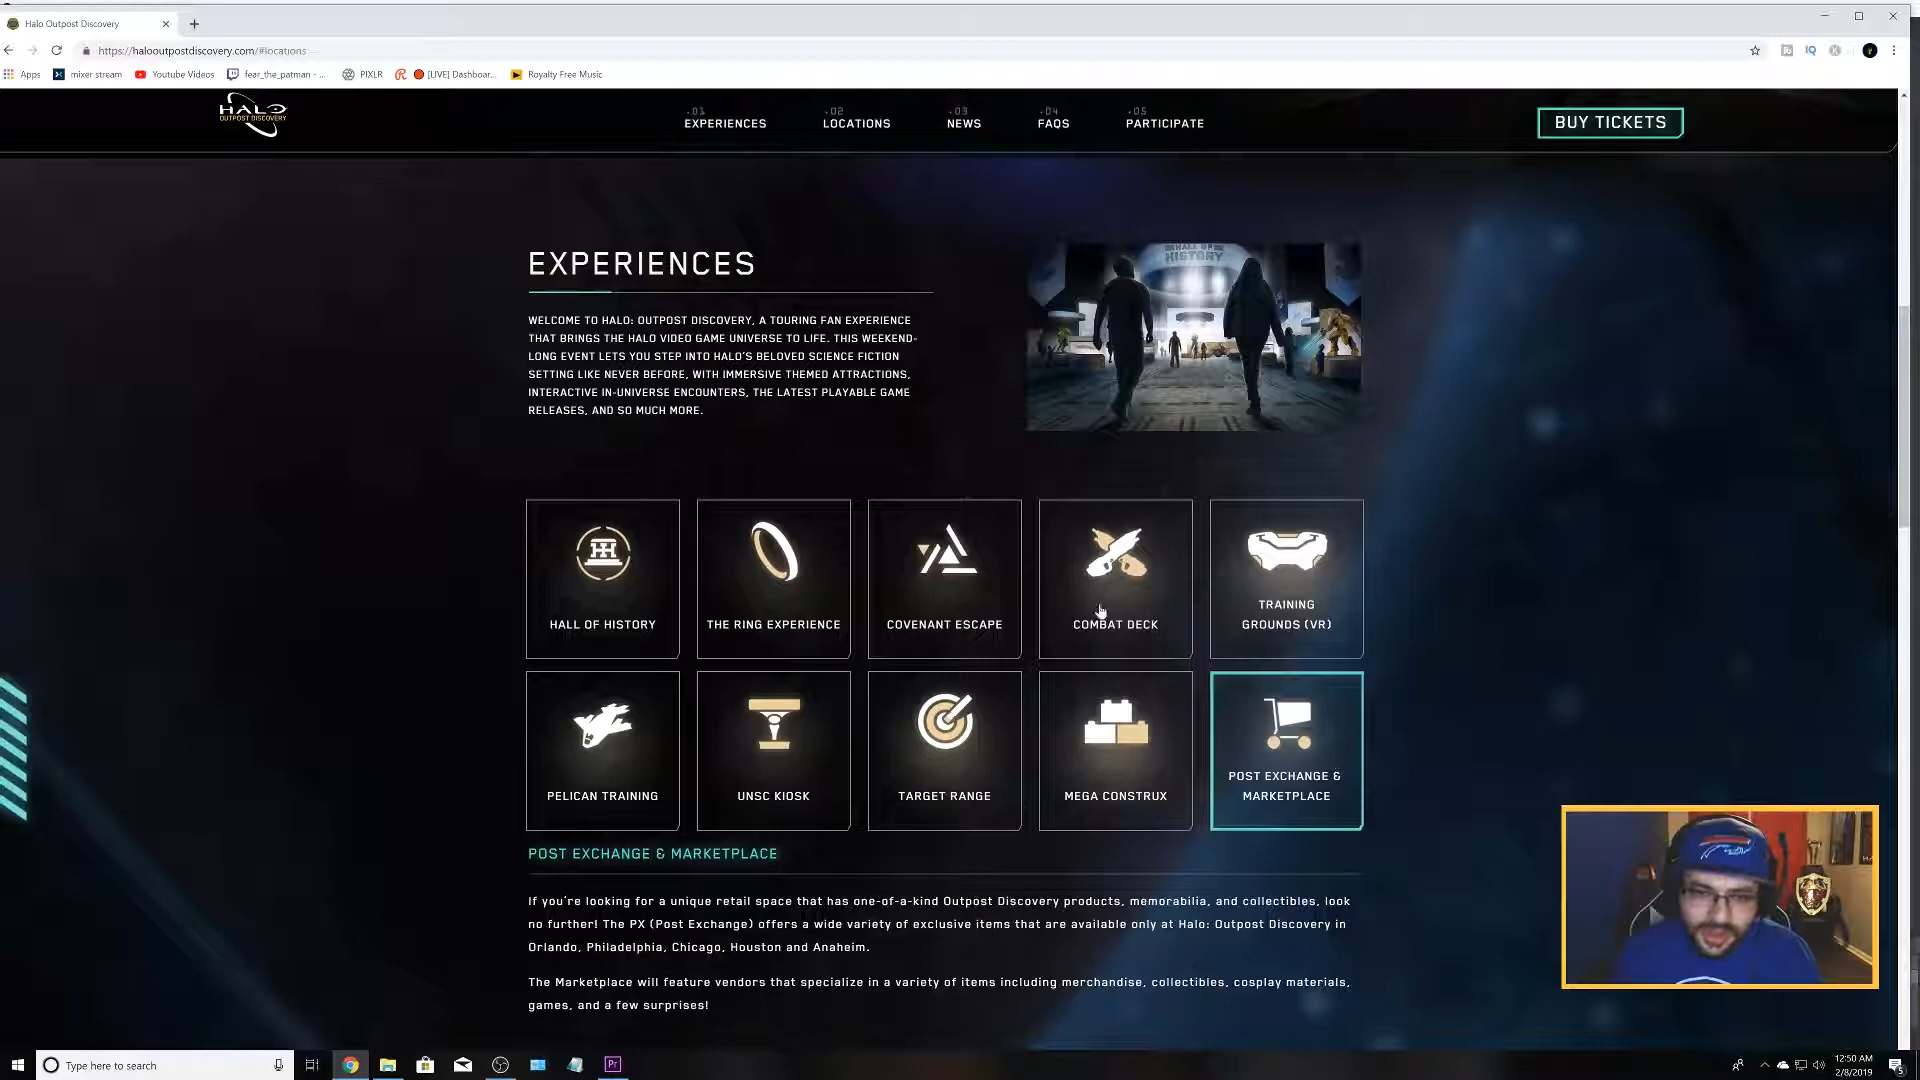 Halo Outpost Discovery
https://halooutpostdiscovery.com/#locations
Apps
mixer stream
Youtube Videos
fear_the_patman - ...
PIXLR
[LIVE] Dashboar...
Royalty Free Music
HALO
OUTPOST DISCOVERY
.01
EXPERIENCES
.02
LOCATIONS
.03
NEWS
.04
FAQS
.05
PARTICIPATE
BUY TICKETS
EXPERIENCES
WELCOME TO HALO: OUTPOST DISCOVERY, A TOURING FAN EXPERIENCE
THAT BRINGS THE HALO VIDEO GAME UNIVERSE TO LIFE. THIS WEEKEND-
LONG EVENT LETS YOU STEP INTO HALO'S BELOVED SCIENCE FICTION
SETTING LIKE NEVER BEFORE, WITH IMMERSIVE THEMED ATTRACTIONS,
INTERACTIVE IN-UNIVERSE ENCOUNTERS, THE LATEST PLAYABLE GAME
RELEASES, AND SO MUCH MORE.
HALL OF
HISTORY
HALL OF HISTORY
THE RING EXPERIENCE
COVENANT ESCAPE
COMBAT DECK
TRAINING
GROUNDS (VR)
PELICAN TRAINING
UNSC KIOSK
TARGET RANGE
MEGA CONSTRUX
POST EXCHANGE &
MARKETPLACE
POST EXCHANGE & MARKETPLACE
If you're looking for a unique retail space that has one-of-a-kind Outpost Discovery products, memorabilia, and collectibles, look
no further! The PX (Post Exchange) offers a wide variety of exclusive items that are available only at Halo: Outpost Discovery in
Orlando, Philadelphia, Chicago, Houston and Anaheim.
The Marketplace will feature vendors that specialize in a variety of items including merchandise, collectibles, cosplay materials,
games, and a few surprises!
Type here to search
Pr
12:50 AM
2/8/2019
5